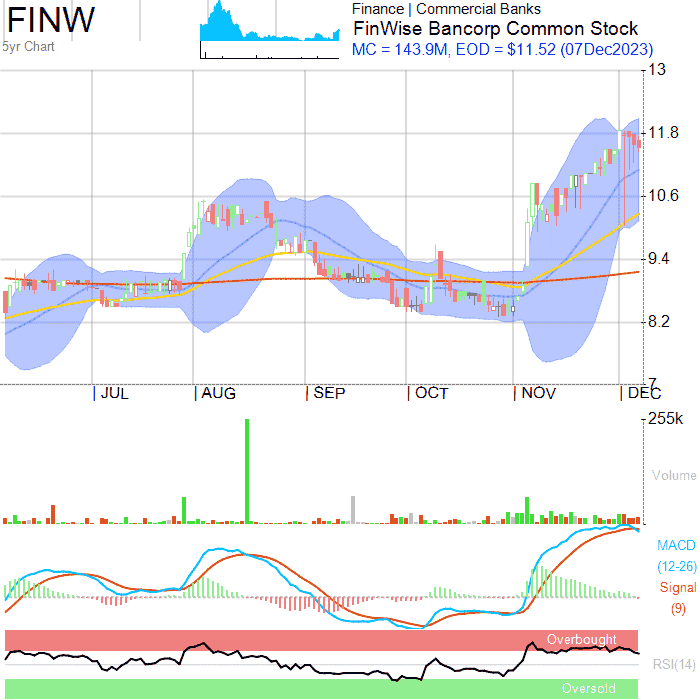 FINW
5yr Chart
Finance | Commercial Banks
FinWise Bancorp Common Stock
MC = 143.9M, EOD = $11.52 (07Dec2023)
13
11.8
10.6
9.4
8.2
7
JUL
AUG
SEP
OCT
NOV
DEC
255k
Volume
MACD
(12-26)
Signal
(9)
Overbought
RSI(14)
Oversold